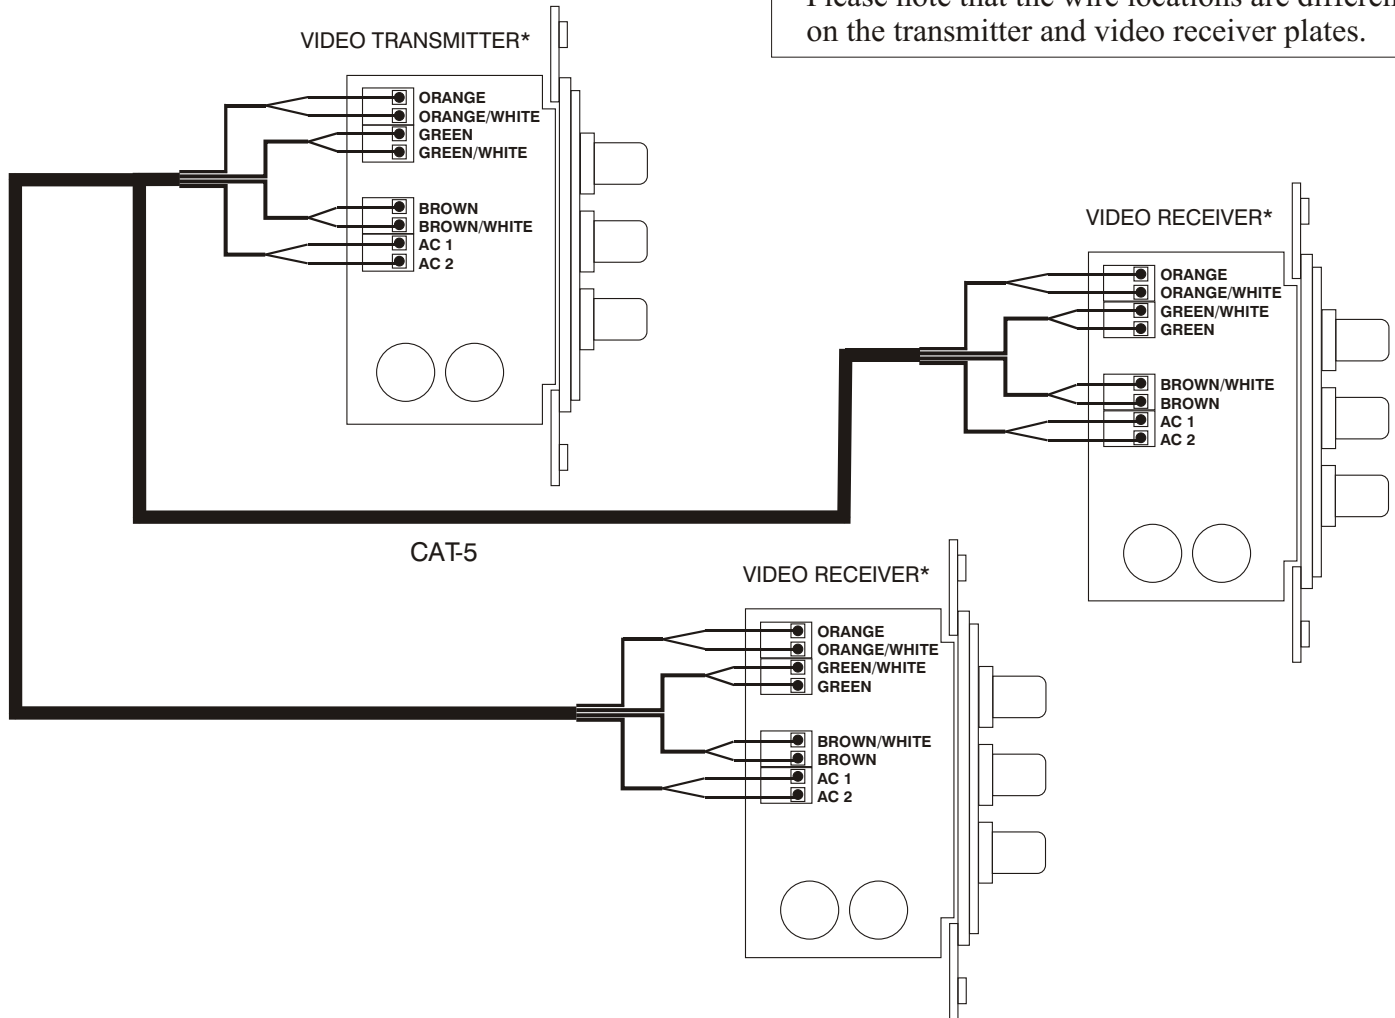 Please note that the wire locations are
on the transmitter and video receiver plates.
VIDEO TRANSMITTER*
ORANGE
ORANGE/WHITE
GREEN
GREEN/WHITE
BROWN
BROWN/WHITE
AC 1
AC 2
VIDEO RECEIVER*
ORANGE
ORANGE/WHITE
GREEN/WHITE
GREEN
BROWN/WHITE
BROWN
AC 1
AC 2
CAT-5
VIDEO RECEIVER*
ORANGE
ORANGE/WHITE
GREEN/WHITE
GREEN
BROWN/WHITE
BROWN
AC 1
AC 2